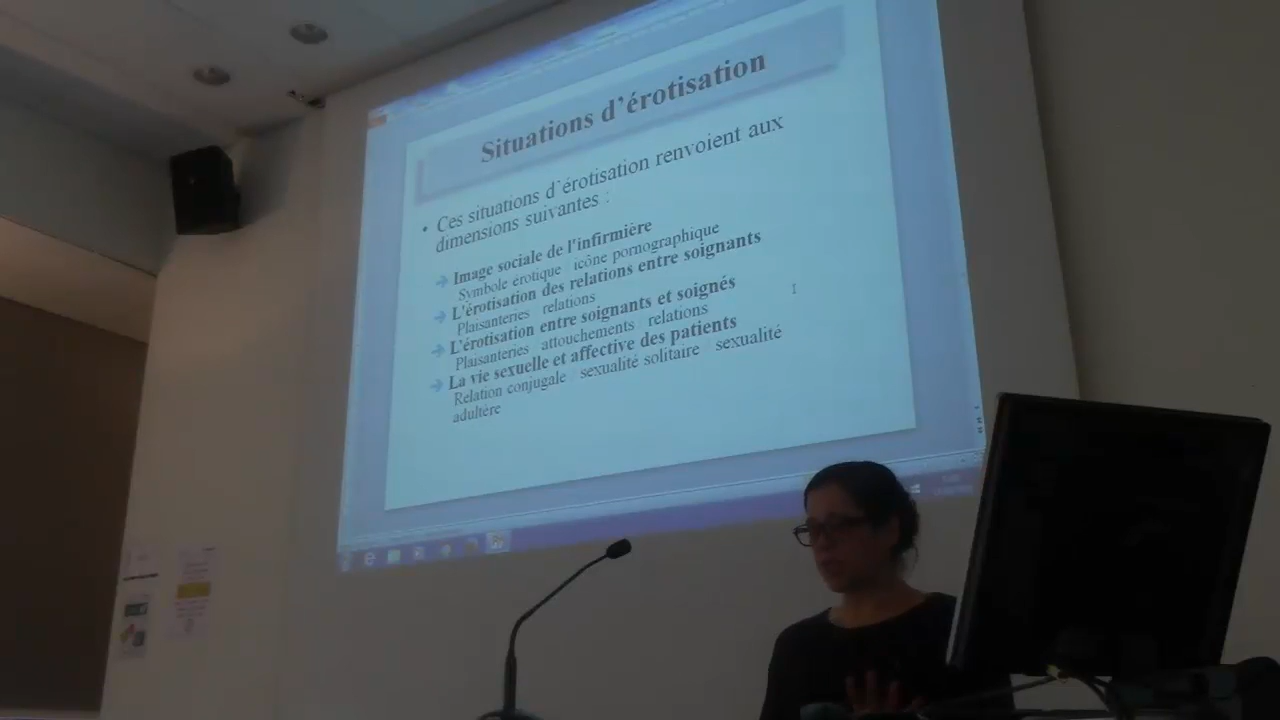 Situations d'érotisation
• Ces situations d'érotisation renvoient aux
dimensions suivantes :
Image sociale de l'infirmière
Symbole érotique icône pornographique
L'érotisation des relations entre soignants
Plaisanteries relations
L'érotisation entre soignants et soignés
Plaisanteries attouchements relations
La vie sexuelle et affective des patients
Relation conjugale sexualité solitaire sexualité
adultère